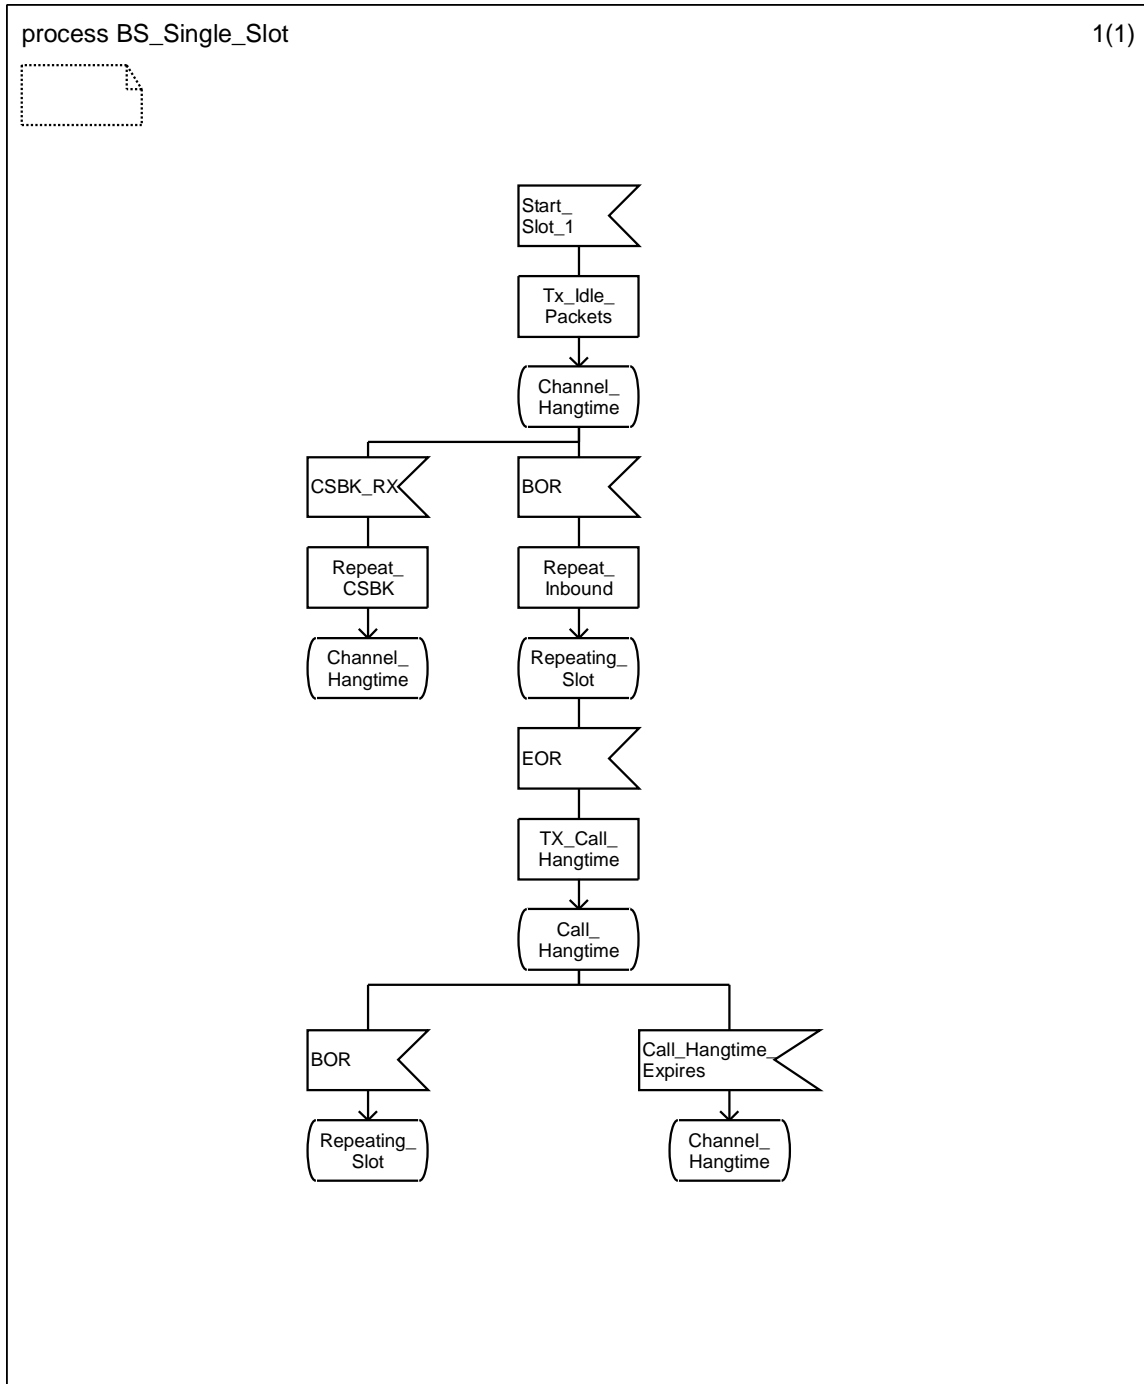 process BS_Single_Slot
1(1)
Start_
Slot_1
Tx_Idle_
Packets
Channel_
Hangtime
CSBK_RX
BOR
Repeat_
CSBK
Repeat_
Inbound
Channel_
Hangtime
Repeating_
Slot
EOR
TX_Call_
Hangtime
Call_
Hangtime
BOR
Call_Hangtime_
Expires
Repeating_
Slot
Channel_
Hangtime